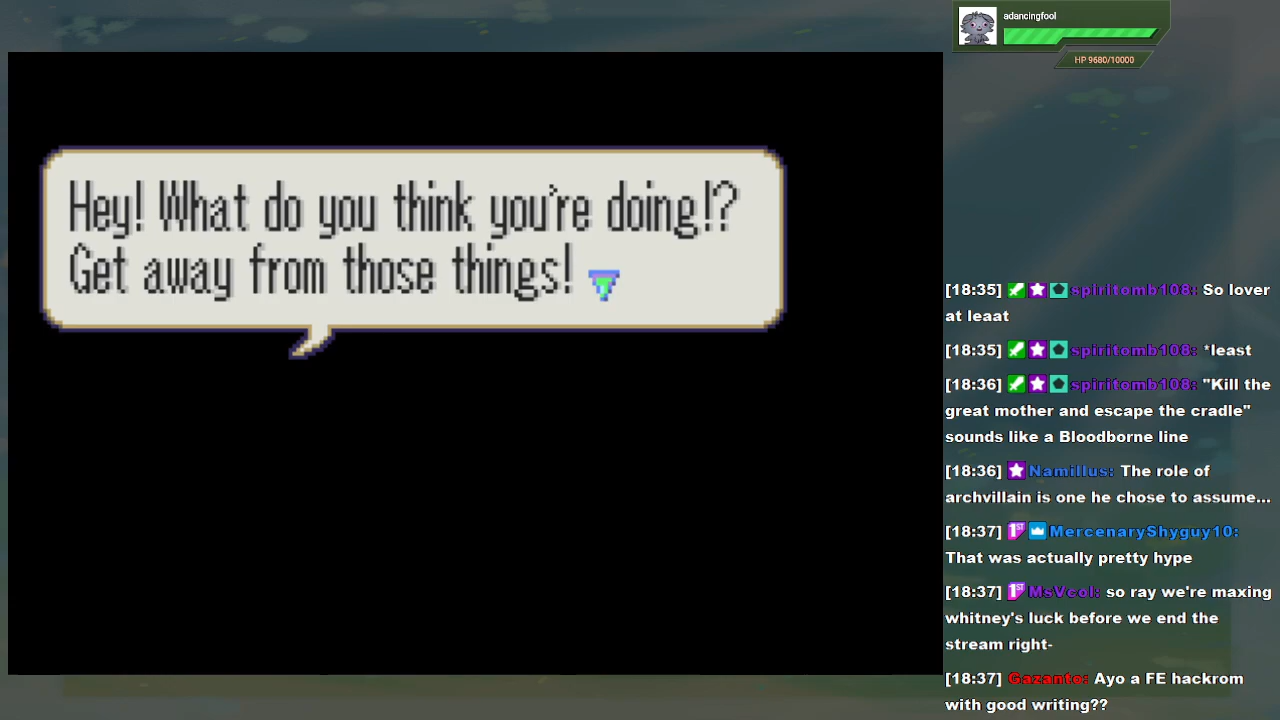 adancingfool
HP 9680/10000
Hey! What do you think you're doing!?
Get away from those things!
[18:35] spiritomb108: So lover
at leaat
[18:35] spiritomb108: *least
[18:36] spiritomb108: "Kill the
great mother and escape the cradle"
sounds like a Bloodborne line
[18:36] Namillus: The role of
archvillain is one he chose to assume...
[18:37] 1ST MercenaryShyguy10:
That was actually pretty hype
[18:37] 1ST MsVcol: so ray we're maxing
whitney's luck before we end the
stream right-
[18:37] Gazanto: Ayo a FE hackrom
with good writing??